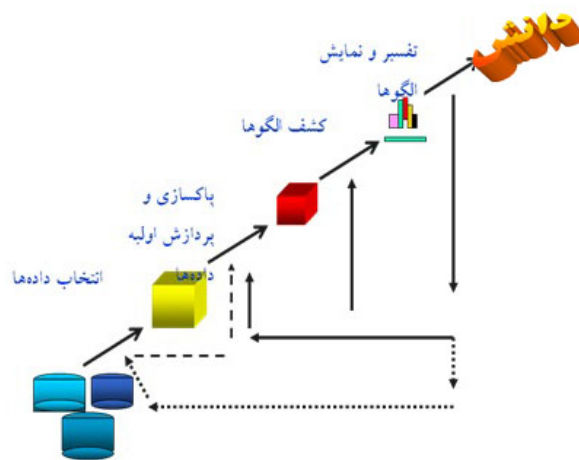 دانش
تفسیر و نمایش
الگوها
کشف الگوها
پاکسازی و
پردازش اولیه
داده‌ها
انتخاب داده‌ها